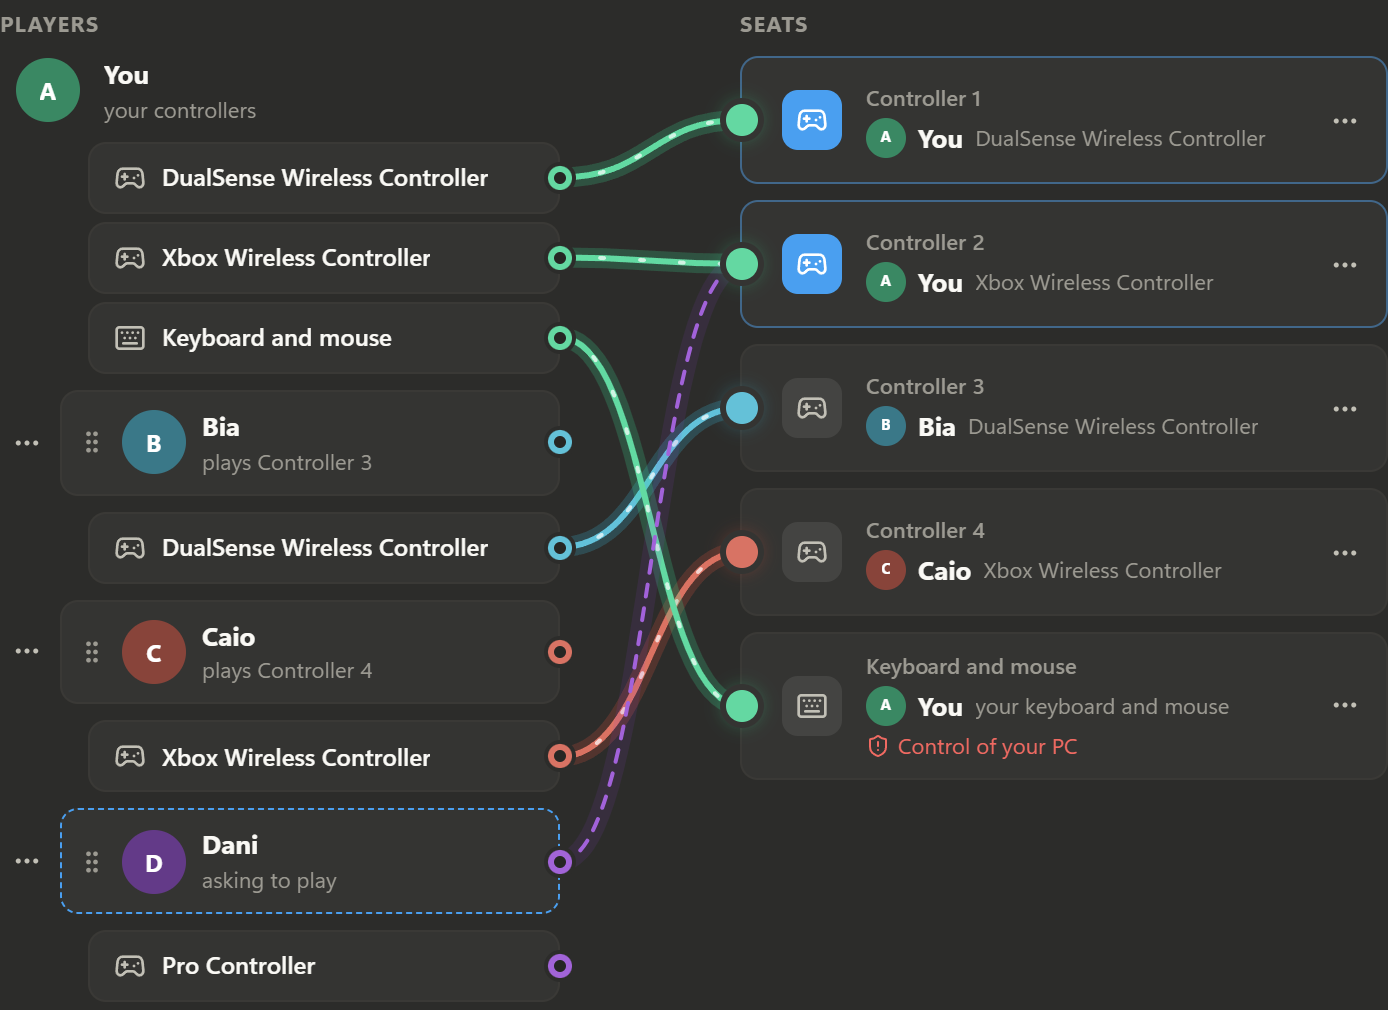 PLAYERS
A
You
your controllers
DualSense Wireless Controller
Xbox Wireless Controller
Keyboard and mouse
B
Bia
plays Controller 3
DualSense Wireless Controller
C
Caio
plays Controller 4
Xbox Wireless Controller
D
Dani
asking to play
Pro Controller
SEATS
Controller 1
A You DualSense Wireless Controller
Controller 2
A You Xbox Wireless Controller
Controller 3
B Bia DualSense Wireless Controller
Controller 4
C Caio Xbox Wireless Controller
Keyboard and mouse
A You your keyboard and mouse
Control of your PC